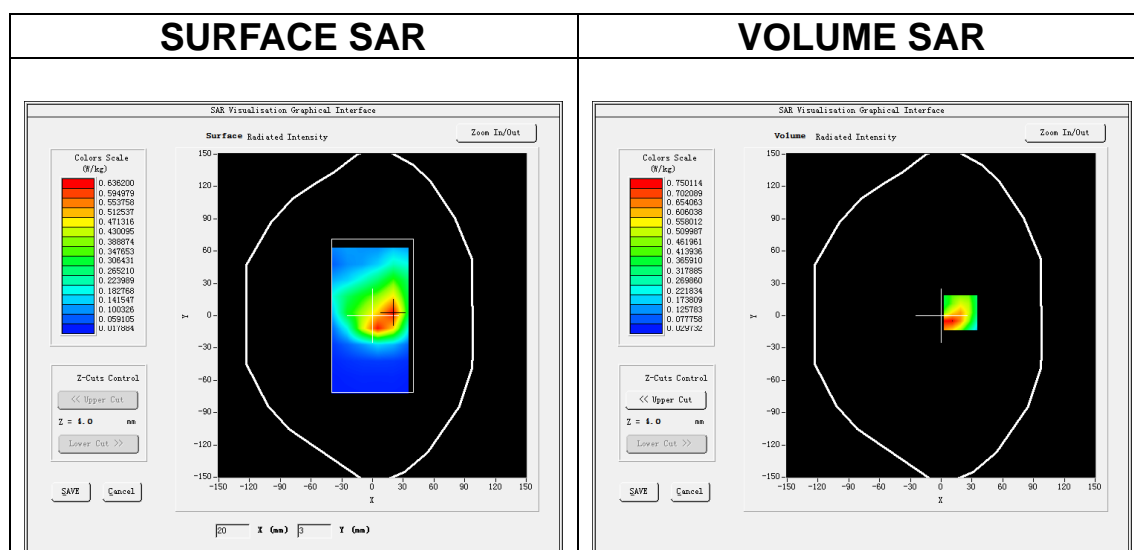 SURFACE SAR
VOLUME SAR
SAR Visualisation Graphical Interface
Surface Radiated Intensity
Zoom In/Out
Colors Scale
(W/kg)
0.636200
0.594979
0.553758
0.512537
0.471316
0.430095
0.388874
0.347653
0.306431
0.265210
0.223989
0.182768
0.141547
0.100326
0.059105
0.017884
Z-Cuts Control
<< Upper Cut
Z = 4.0 mm
Lower Cut >>
SAVE
Cancel
150
120
90
60
30
0
-30
-60
-90
-120
-150
Y
-150 -120 -90 -60 -30 0 30 60 90 120 150
X
20 X (mm) 3 Y (mm)
SAR Visualisation Graphical Interface
Volume Radiated Intensity
Zoom In/Out
Colors Scale
(W/kg)
0.750114
0.702089
0.654063
0.606038
0.558012
0.509987
0.461961
0.413936
0.365910
0.317885
0.269860
0.221834
0.173809
0.125783
0.077758
0.029732
Z-Cuts Control
<< Upper Cut
Z = 4.0 mm
Lower Cut >>
SAVE
Cancel
150
120
90
60
30
0
-30
-60
-90
-120
-150
Y
-150 -120 -90 -60 -30 0 30 60 90 120 150
X